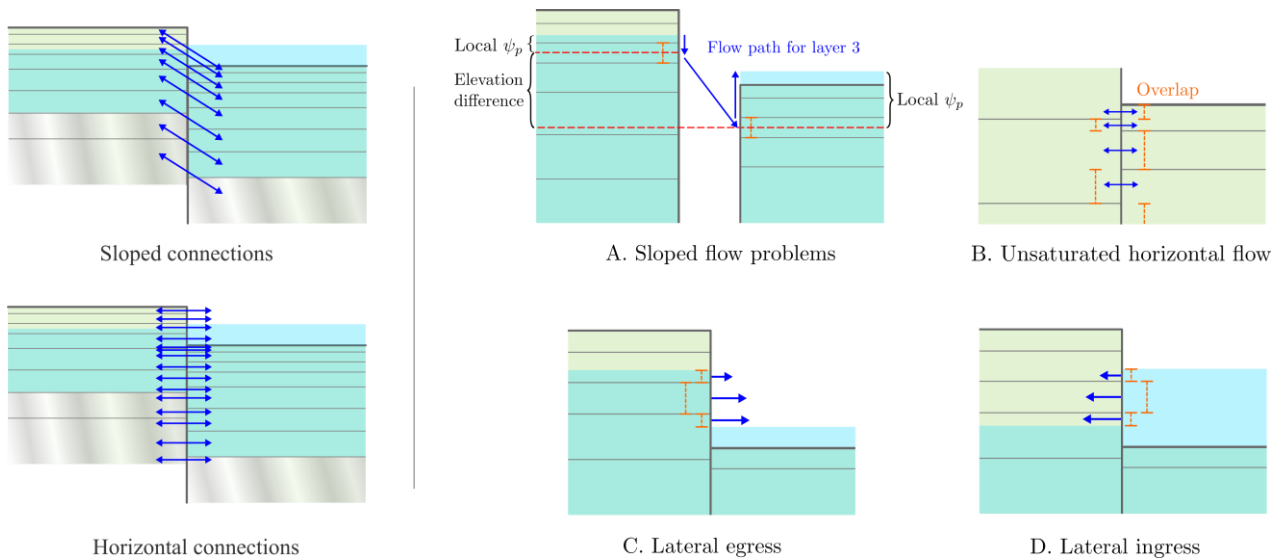 Sloped connections
Horizontal connections
Local ψₚ
Elevation
difference
Flow path for layer 3
Local ψₚ
A. Sloped flow problems
Overlap
B. Unsaturated horizontal flow
C. Lateral egress
D. Lateral ingress